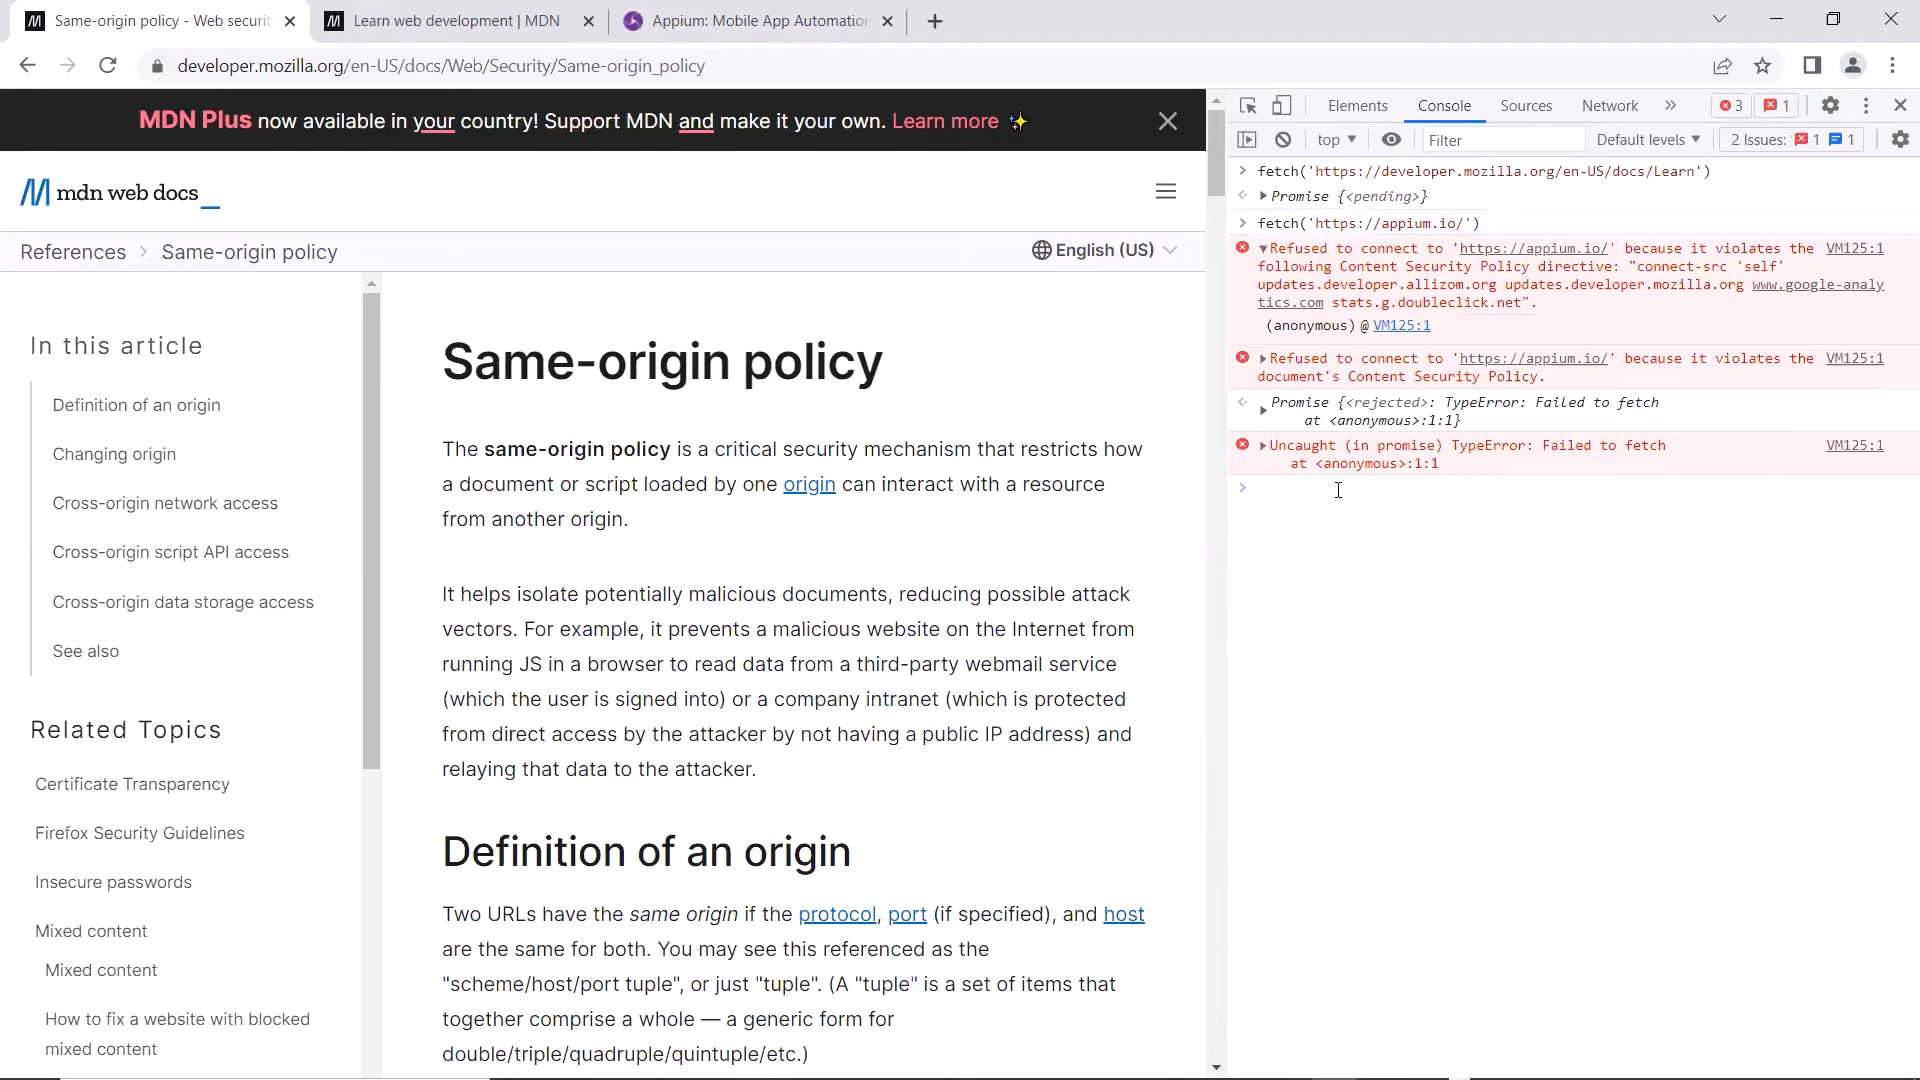 Same-origin policy - Web securit
Learn web development | MDN
Appium: Mobile App Automation
developer.mozilla.org/en-US/docs/Web/Security/Same-origin_policy
MDN Plus now available in your country! Support MDN and make it your own. Learn more ✨
mdn web docs_
References
Same-origin policy
English (US)
In this article
Definition of an origin
Changing origin
Cross-origin network access
Cross-origin script API access
Cross-origin data storage access
See also
Related Topics
Certificate Transparency
Firefox Security Guidelines
Insecure passwords
Mixed content
Mixed content
How to fix a website with blocked
mixed content
Same-origin policy
The same-origin policy is a critical security mechanism that restricts how
a document or script loaded by one origin can interact with a resource
from another origin.
It helps isolate potentially malicious documents, reducing possible attack
vectors. For example, it prevents a malicious website on the Internet from
running JS in a browser to read data from a third-party webmail service
(which the user is signed into) or a company intranet (which is protected
from direct access by the attacker by not having a public IP address) and
relaying that data to the attacker.
Definition of an origin
Two URLs have the same origin if the protocol, port (if specified), and host
are the same for both. You may see this referenced as the
"scheme/host/port tuple", or just "tuple". (A "tuple" is a set of items that
together comprise a whole — a generic form for
double/triple/quadruple/quintuple/etc.)
Elements Console Sources Network » 3 1
top Filter Default levels 2 Issues: 1 1
fetch('https://developer.mozilla.org/en-US/docs/Learn')
Promise {<pending>}
fetch('https://appium.io/')
Refused to connect to 'https://appium.io/' because it violates the VM125:1
following Content Security Policy directive: "connect-src 'self'
updates.developer.allizom.org updates.developer.mozilla.org www.google-analy
tics.com stats.g.doubleclick.net".
(anonymous) @ VM125:1
Refused to connect to 'https://appium.io/' because it violates the VM125:1
document's Content Security Policy.
Promise {<rejected>: TypeError: Failed to fetch
at <anonymous>:1:1}
Uncaught (in promise) TypeError: Failed to fetch VM125:1
at <anonymous>:1:1